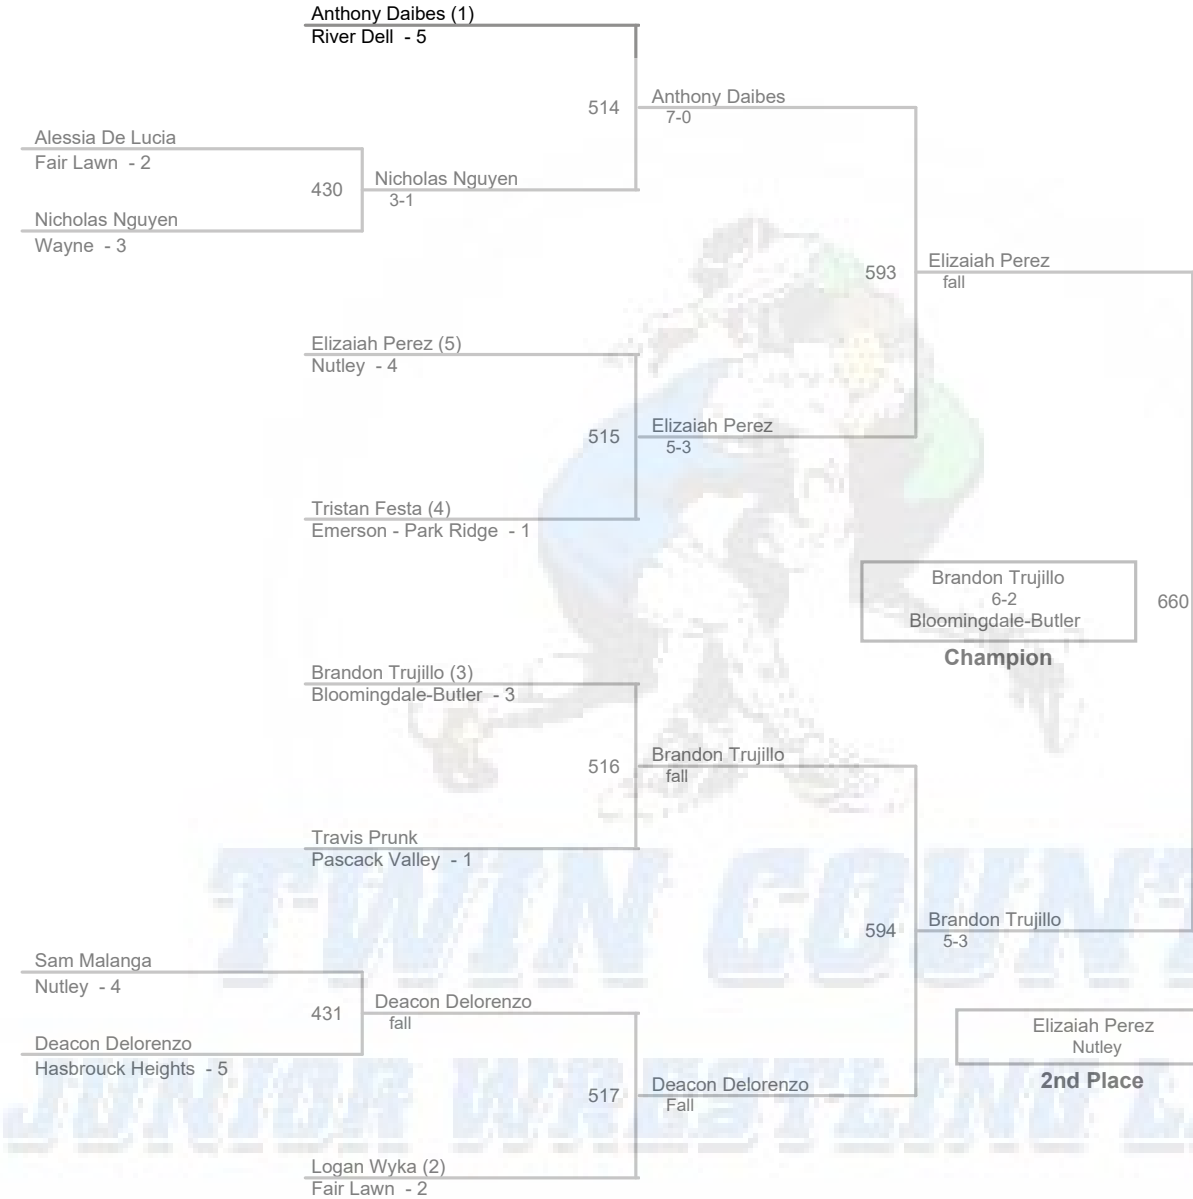 Anthony Daibes (1)
River Dell - 5
514
Anthony Daibes
7-0
Alessia De Lucia
Fair Lawn - 2
430
Nicholas Nguyen
3-1
Nicholas Nguyen
Wayne - 3
593
Elizaiah Perez
fall
Elizaiah Perez (5)
Nutley - 4
515
Elizaiah Perez
5-3
Tristan Festa (4)
Emerson - Park Ridge - 1
Brandon Trujillo
6-2
Bloomingdale-Butler
660
Champion
Brandon Trujillo (3)
Bloomingdale-Butler - 3
516
Brandon Trujillo
fall
Travis Prunk
Pascack Valley - 1
TWIN COUNT
594
Brandon Trujillo
5-3
Sam Malanga
Nutley - 4
431
Deacon Delorenzo
fall
Deacon Delorenzo
Hasbrouck Heights - 5
Elizaiah Perez
Nutley
2nd Place
517
Deacon Delorenzo
Fall
JUNIOR WRESTLING L
Logan Wyka (2)
Fair Lawn - 2